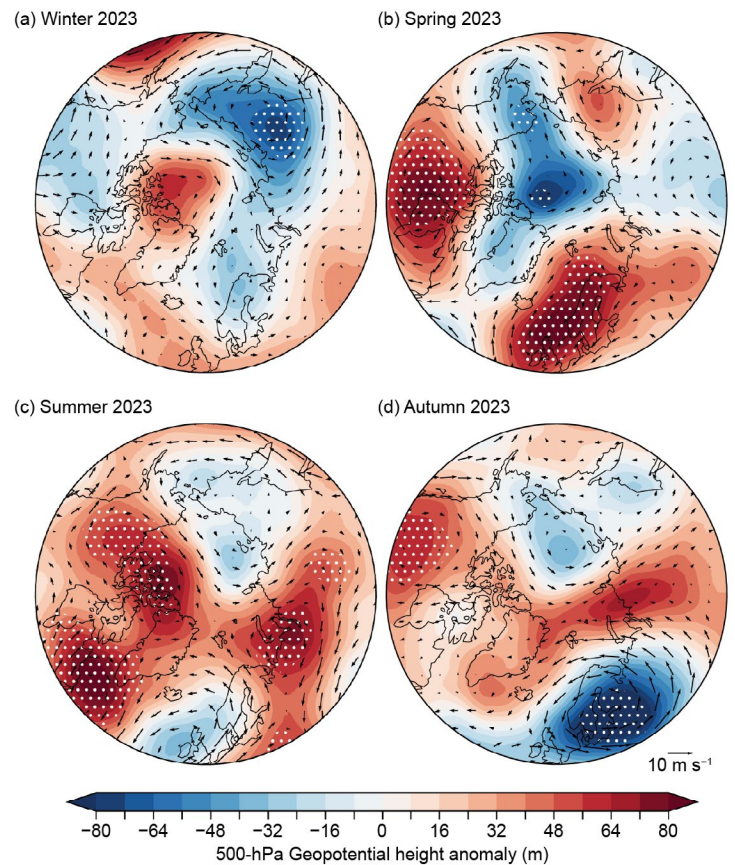 (a) Winter 2023
(b) Spring 2023
(c) Summer 2023
(d) Autumn 2023
10 m s⁻¹
−80 −64 −48 −32 −16 0 16 32 48 64 80
500-hPa Geopotential height anomaly (m)